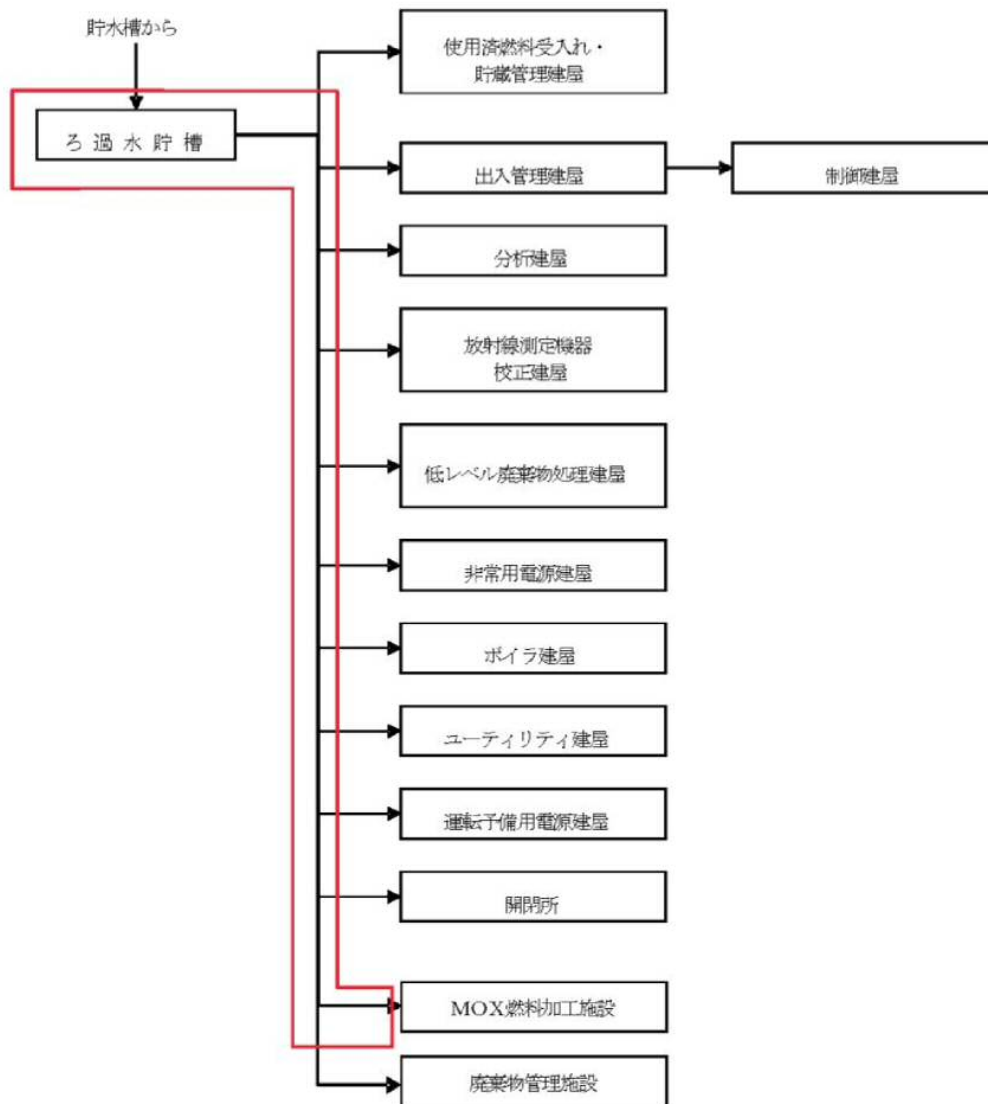 貯水槽から
ろ過水貯槽
使用済燃料受入れ・
貯蔵管理建屋
出入管理建屋
制御建屋
分析建屋
放射線測定機器
校正建屋
低レベル廃棄物処理建屋
非常用電源建屋
ボイラ建屋
ユーティリティ建屋
運転予備用電源建屋
開閉所
MOX燃料加工施設
廃棄物管理施設